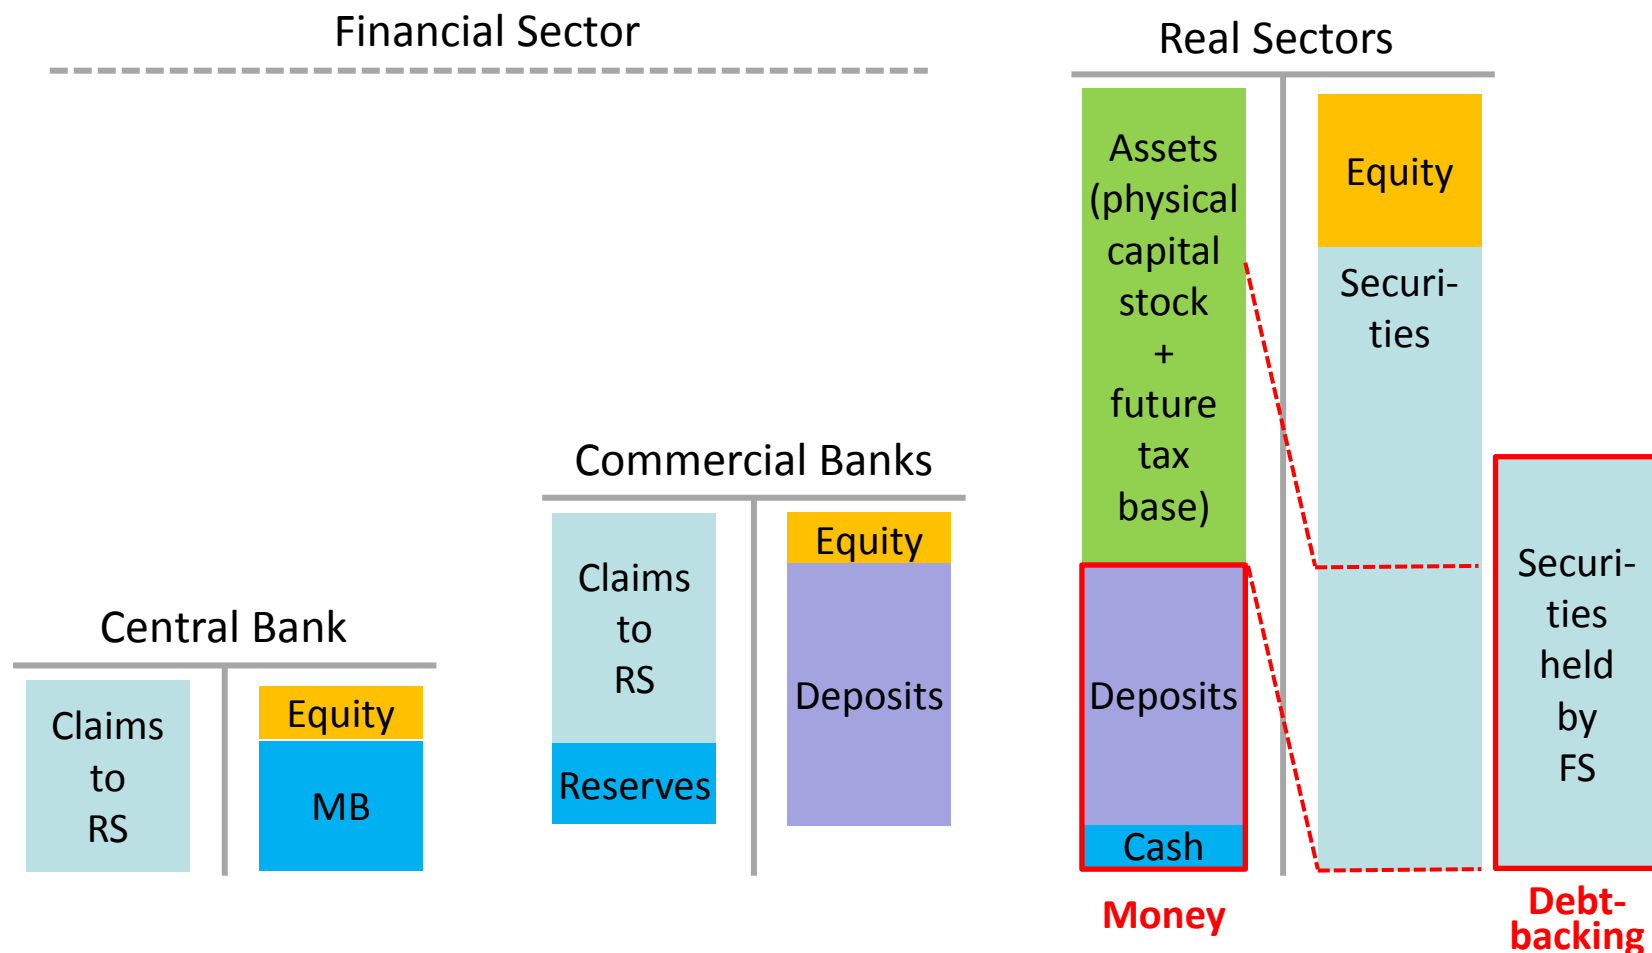 Financial Sector
Real Sectors
Central Bank
Claims
to
RS
Equity
MB
Commercial Banks
Claims
to
RS
Reserves
Equity
Deposits
Assets
(physical
capital
stock
+
future
tax
base)
Deposits
Cash
Money
Equity
Securi-
ties
Securi-
ties
held
by
FS
Debt-
backing